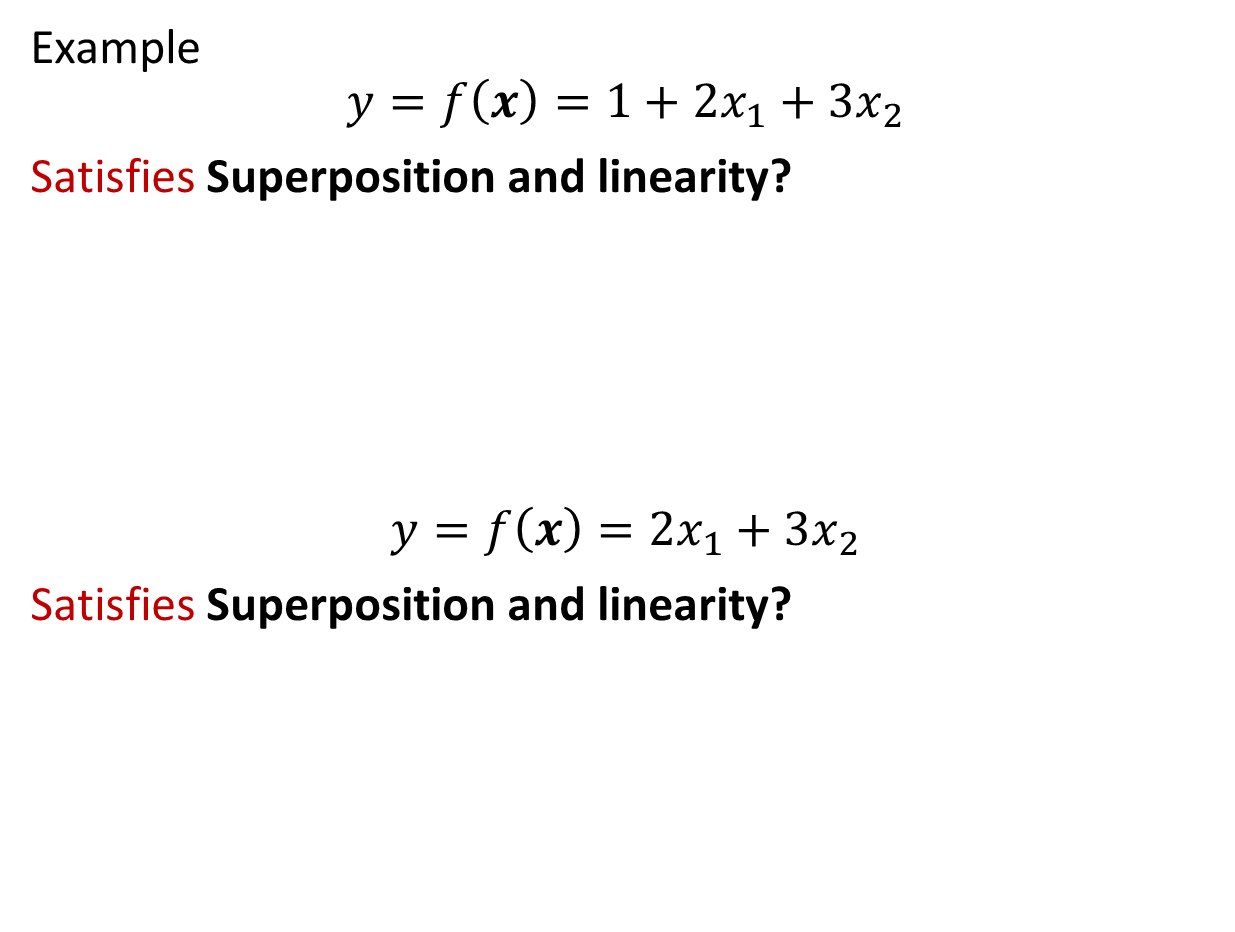 Example
y = f(x) = 1 + 2x₁ + 3x₂
Satisfies Superposition and linearity?
y = f(x) = 2x₁ + 3x₂
Satisfies Superposition and linearity?